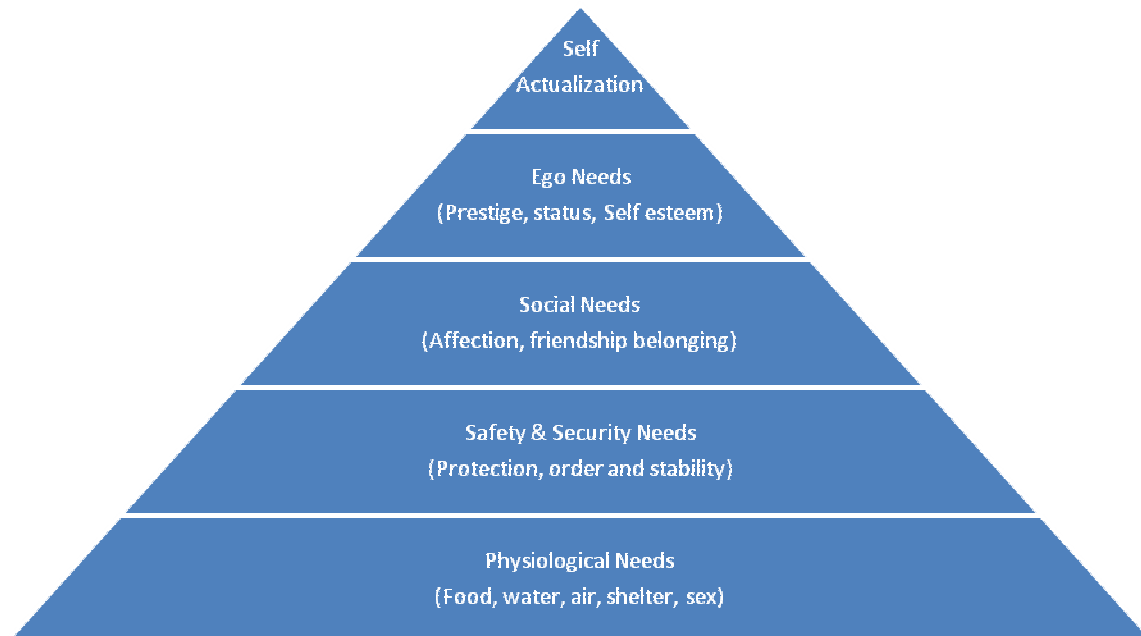 Self
Actualization
Ego Needs
(Prestige, status, Self esteem)
Social Needs
(Affection, friendship belonging)
Safety & Security Needs
(Protection, order and stability)
Physiological Needs
(Food, water, air, shelter, sex)